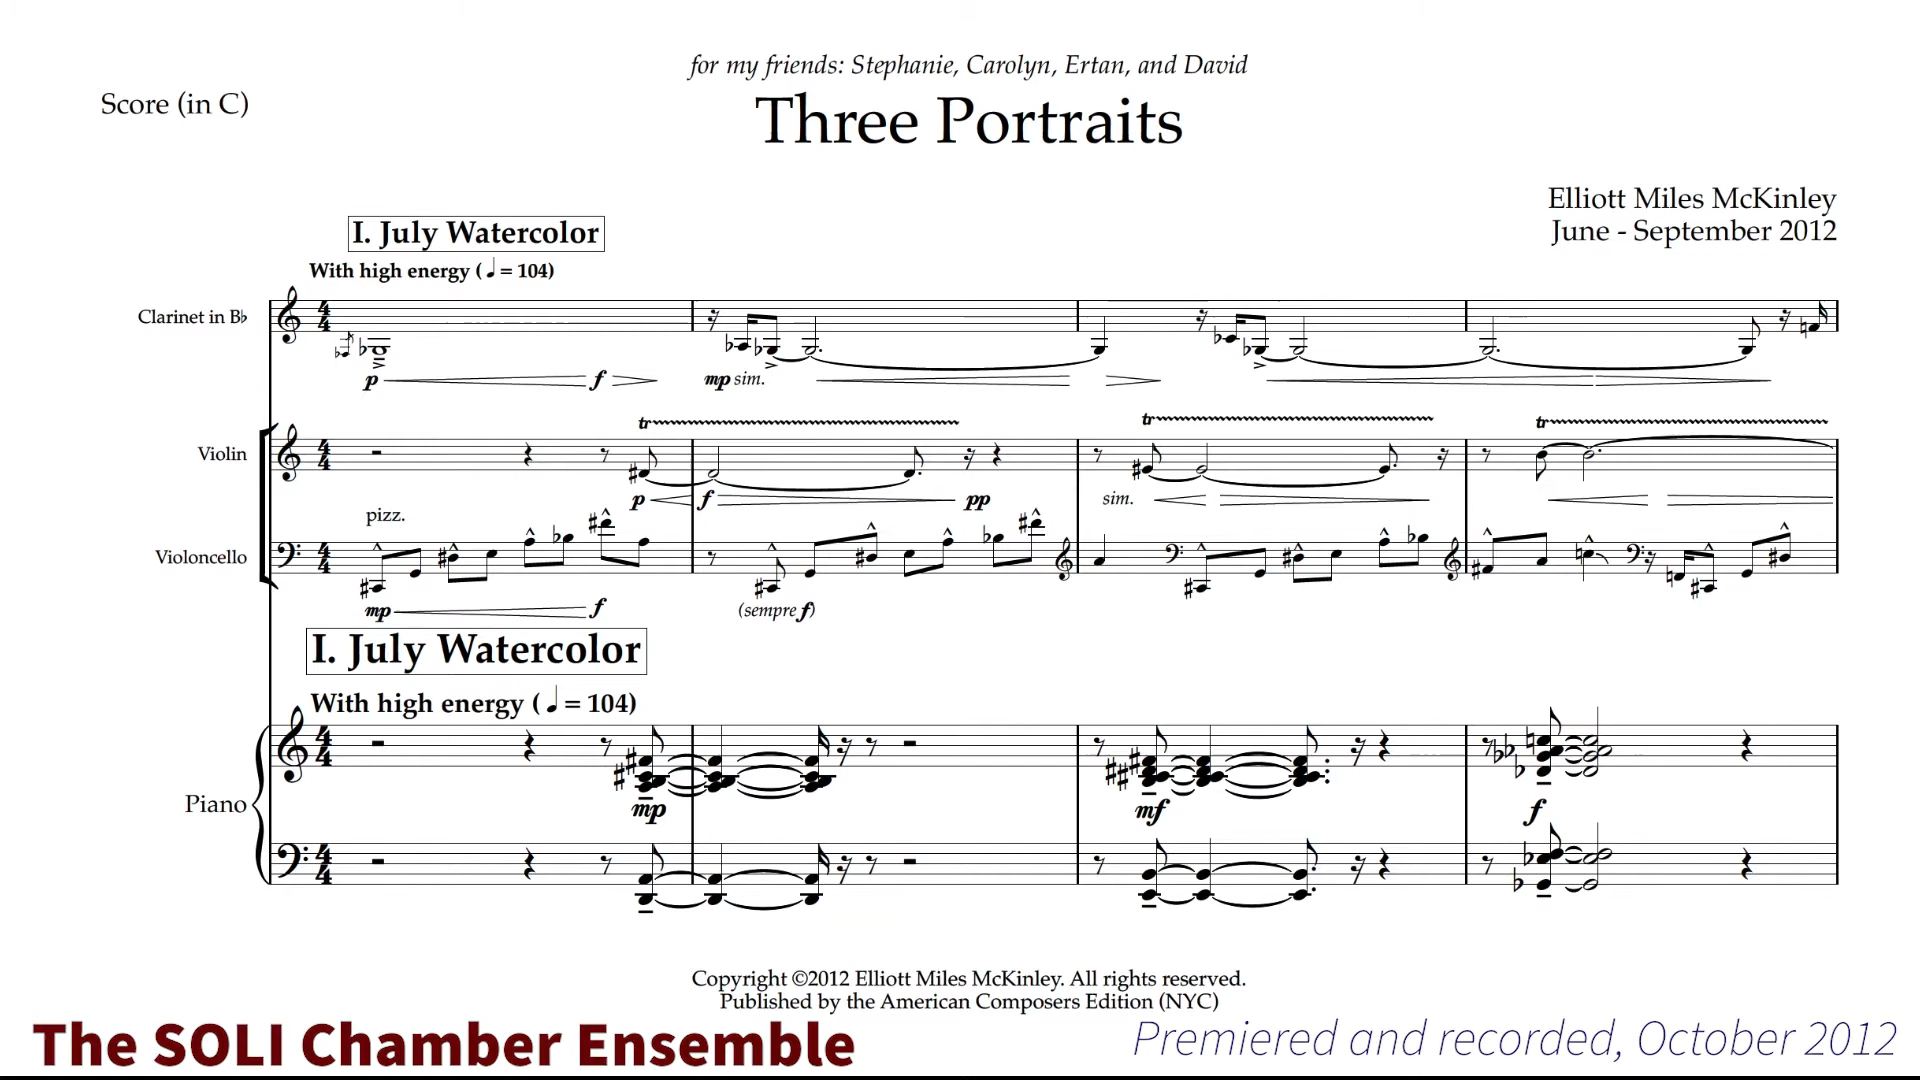 for my friends: Stephanie, Carolyn, Ertan, and David
Score (in C)
Three Portraits
Elliott Miles McKinley
June - September 2012
I. July Watercolor
With high energy (♩ = 104)
Clarinet in B♭
p f mp sim.
tr tr tr
Violin
p f pp sim.
pizz.
Violoncello
mp f (sempre f)
I. July Watercolor
With high energy (♩ = 104)
Piano
mp mf f
Copyright ©2012 Elliott Miles McKinley. All rights reserved.
Published by the American Composers Edition (NYC)
The SOLI Chamber Ensemble
Premiered and recorded, October 2012